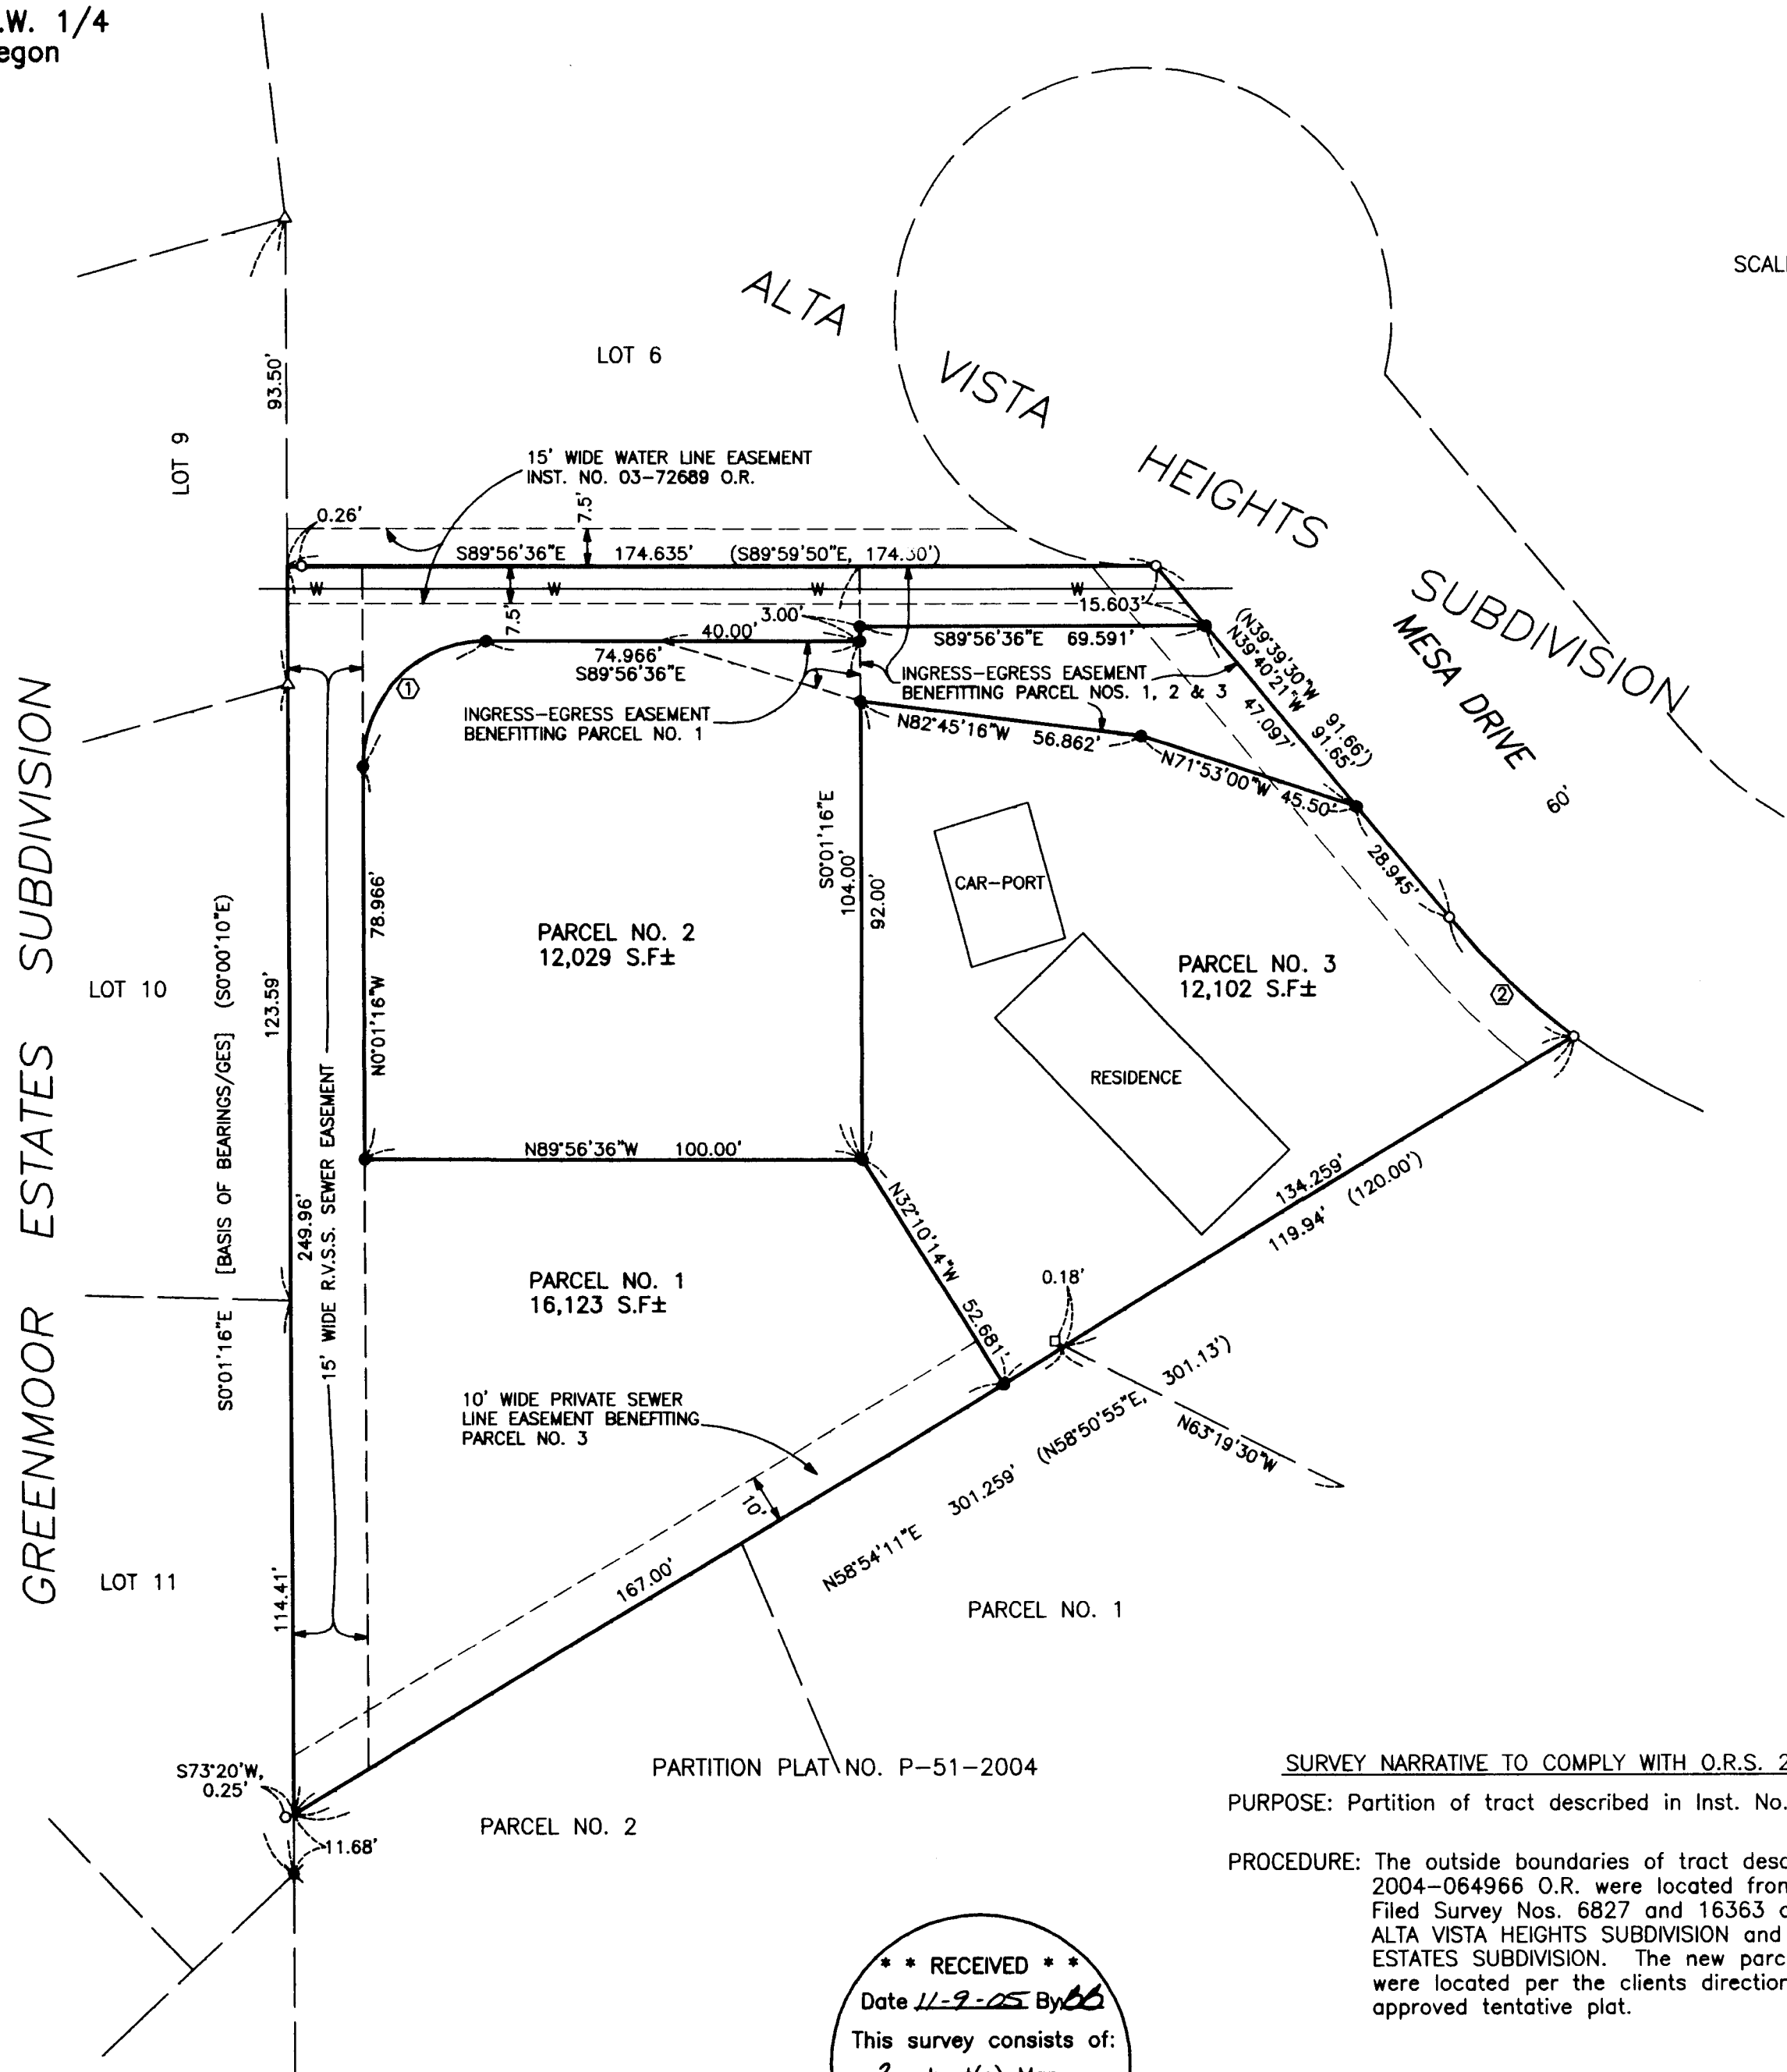 .W. 1/4
egon
SCAL
ALTA
VISTA
HEIGHTS
SUBDIVISION
MESA DRIVE
60'
LOT 6
LOT 9
93.50'
15' WIDE WATER LINE EASEMENT
INST. NO. 03-72689 O.R.
7.5'
0.26'
S89°56'36"E 174.635' (S89°59'50"E, 174.30')
W W W W
7.5'
3.00'
15.603'
40.00'
S89°56'36"E 69.591'
74.966'
S89°56'36"E
①
INGRESS-EGRESS EASEMENT
BENEFITTING PARCEL NOS. 1, 2 & 3
INGRESS-EGRESS EASEMENT
BENEFITTING PARCEL NO. 1
(N39°39'30"W 91.66')
N39°40'21"W 91.65'
47.097'
N82°45'16"W 56.862'
N71°53'00"W 45.50'
28.945'
②
S0°01'16"E
104.00'
92.00'
CAR-PORT
RESIDENCE
78.966'
N0°01'16"W
PARCEL NO. 2
12,029 S.F±
PARCEL NO. 3
12,102 S.F±
GREENMOOR ESTATES SUBDIVISION
LOT 10
S0°01'16"E [BASIS OF BEARINGS/GES] (S0°00'10"E)
123.59'
249.96'
15' WIDE R.V.S.S. SEWER EASEMENT
N89°56'36"W 100.00'
N32°10'14"W 52.681'
134.259'
119.94' (120.00')
0.18'
PARCEL NO. 1
16,123 S.F±
10' WIDE PRIVATE SEWER
LINE EASEMENT BENEFITING
PARCEL NO. 3
10'
N63°19'30"W
N58°54'11"E 301.259' (N58°50'55"E, 301.13')
167.00'
LOT 11
114.41'
PARCEL NO. 1
PARTITION PLAT NO. P-51-2004
S73°20'W,
0.25'
11.68'
PARCEL NO. 2
SURVEY NARRATIVE TO COMPLY WITH O.R.S. 2
PURPOSE: Partition of tract described in Inst. No.
PROCEDURE: The outside boundaries of tract desc
2004-064966 O.R. were located from
Filed Survey Nos. 6827 and 16363 a
ALTA VISTA HEIGHTS SUBDIVISION and
ESTATES SUBDIVISION. The new parc
were located per the clients direction
approved tentative plat.
* * RECEIVED * *
Date 11-9-05 By bb
This survey consists of: